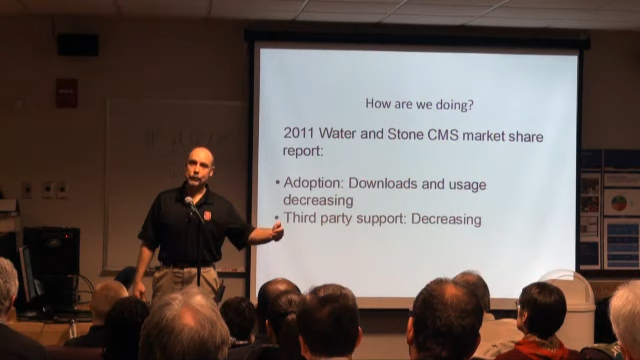 How are we doing?
2011 Water and Stone CMS market share
report:
• Adoption: Downloads and usage
decreasing
• Third party support: Decreasing